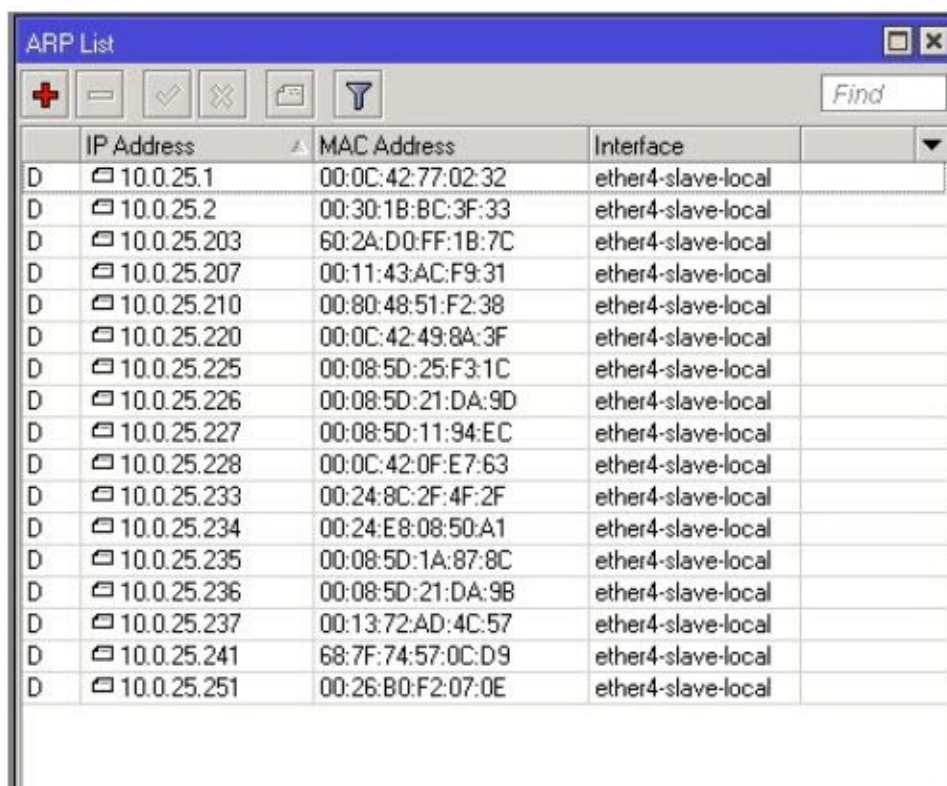 ARP List
Find
IP Address MAC Address Interface
D 10.0.25.1 00:0C:42:77:02:32 ether4-slave-local
D 10.0.25.2 00:30:1B:BC:3F:33 ether4-slave-local
D 10.0.25.203 60:2A:D0:FF:1B:7C ether4-slave-local
D 10.0.25.207 00:11:43:AC:F9:31 ether4-slave-local
D 10.0.25.210 00:80:48:51:F2:38 ether4-slave-local
D 10.0.25.220 00:0C:42:49:8A:3F ether4-slave-local
D 10.0.25.225 00:08:5D:25:F3:1C ether4-slave-local
D 10.0.25.226 00:08:5D:21:DA:9D ether4-slave-local
D 10.0.25.227 00:08:5D:11:94:EC ether4-slave-local
D 10.0.25.228 00:0C:42:0F:E7:63 ether4-slave-local
D 10.0.25.233 00:24:8C:2F:4F:2F ether4-slave-local
D 10.0.25.234 00:24:E8:08:50:A1 ether4-slave-local
D 10.0.25.235 00:08:5D:1A:87:8C ether4-slave-local
D 10.0.25.236 00:08:5D:21:DA:9B ether4-slave-local
D 10.0.25.237 00:13:72:AD:4C:57 ether4-slave-local
D 10.0.25.241 68:7F:74:57:0C:D9 ether4-slave-local
D 10.0.25.251 00:26:B0:F2:07:0E ether4-slave-local